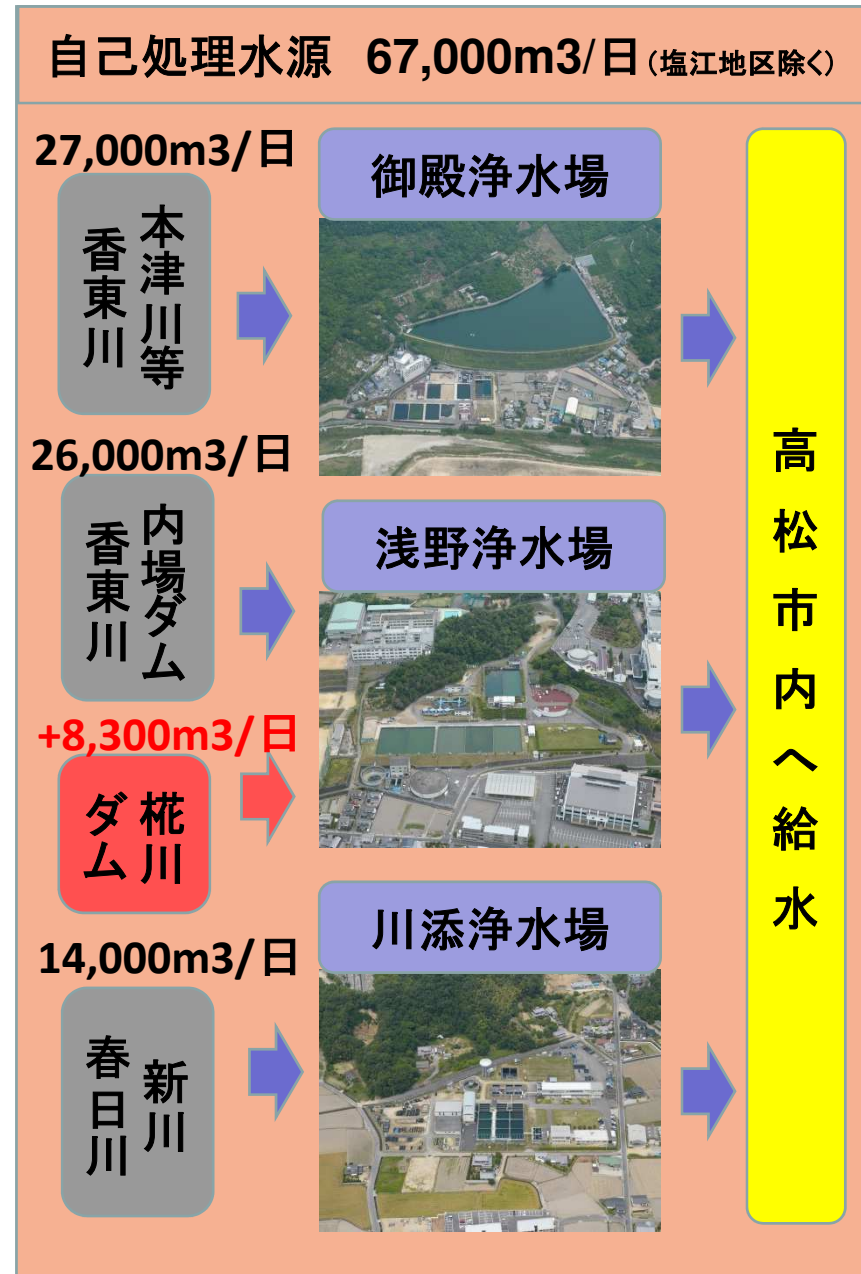 自己処理水源 67,000m3/日(塩江地区除く)
27,000m3/日
本津川等
香東川
御殿浄水場
26,000m3/日
内場ダム
香東川
浅野浄水場
+8,300m3/日
椛川
ダム
14,000m3/日
新川
春日川
川添浄水場
高松市内へ給水